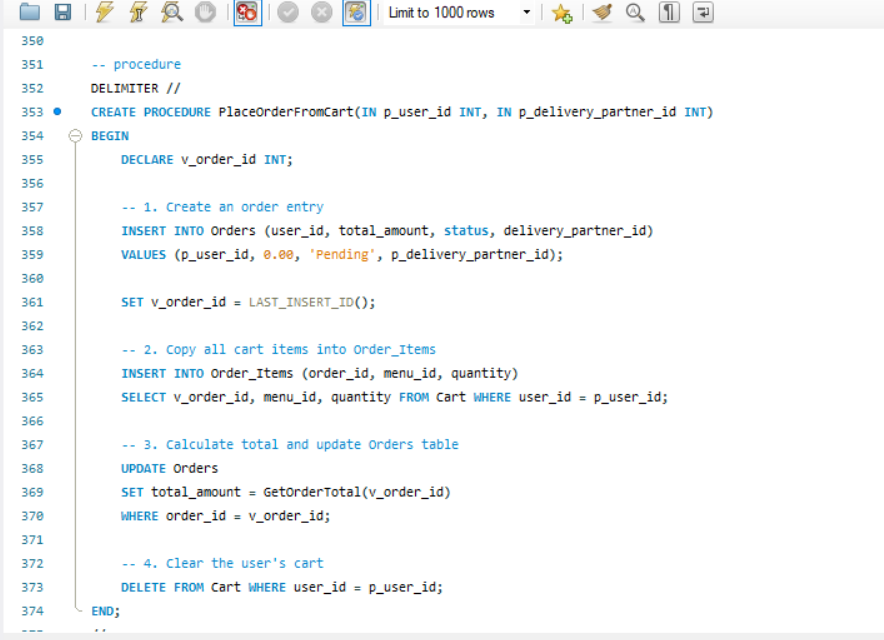 Limit to 1000 rows
350
351 -- procedure
352 DELIMITER //
353 CREATE PROCEDURE PlaceOrderFromCart(IN p_user_id INT, IN p_delivery_partner_id INT)
354 BEGIN
355 DECLARE v_order_id INT;
356
357 -- 1. Create an order entry
358 INSERT INTO Orders (user_id, total_amount, status, delivery_partner_id)
359 VALUES (p_user_id, 0.00, 'Pending', p_delivery_partner_id);
360
361 SET v_order_id = LAST_INSERT_ID();
362
363 -- 2. Copy all cart items into Order_Items
364 INSERT INTO Order_Items (order_id, menu_id, quantity)
365 SELECT v_order_id, menu_id, quantity FROM Cart WHERE user_id = p_user_id;
366
367 -- 3. Calculate total and update Orders table
368 UPDATE Orders
369 SET total_amount = GetOrderTotal(v_order_id)
370 WHERE order_id = v_order_id;
371
372 -- 4. Clear the user's cart
373 DELETE FROM Cart WHERE user_id = p_user_id;
374 END;